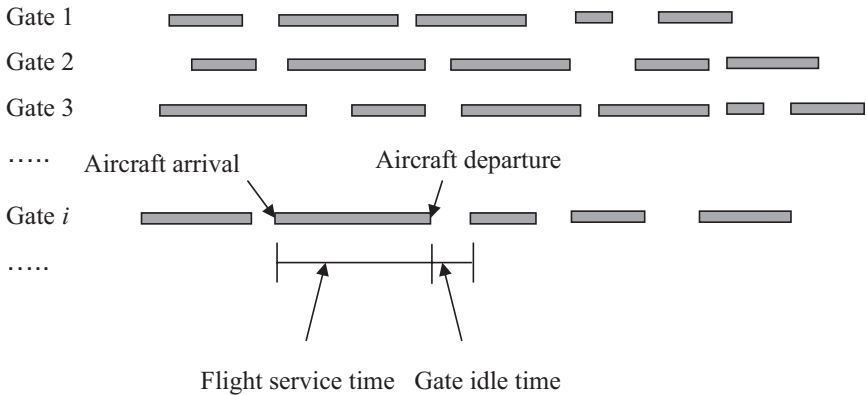 Gate 1
Gate 2
Gate 3
.....
Aircraft arrival
Aircraft departure
Gate i
.....
Flight service time
Gate idle time